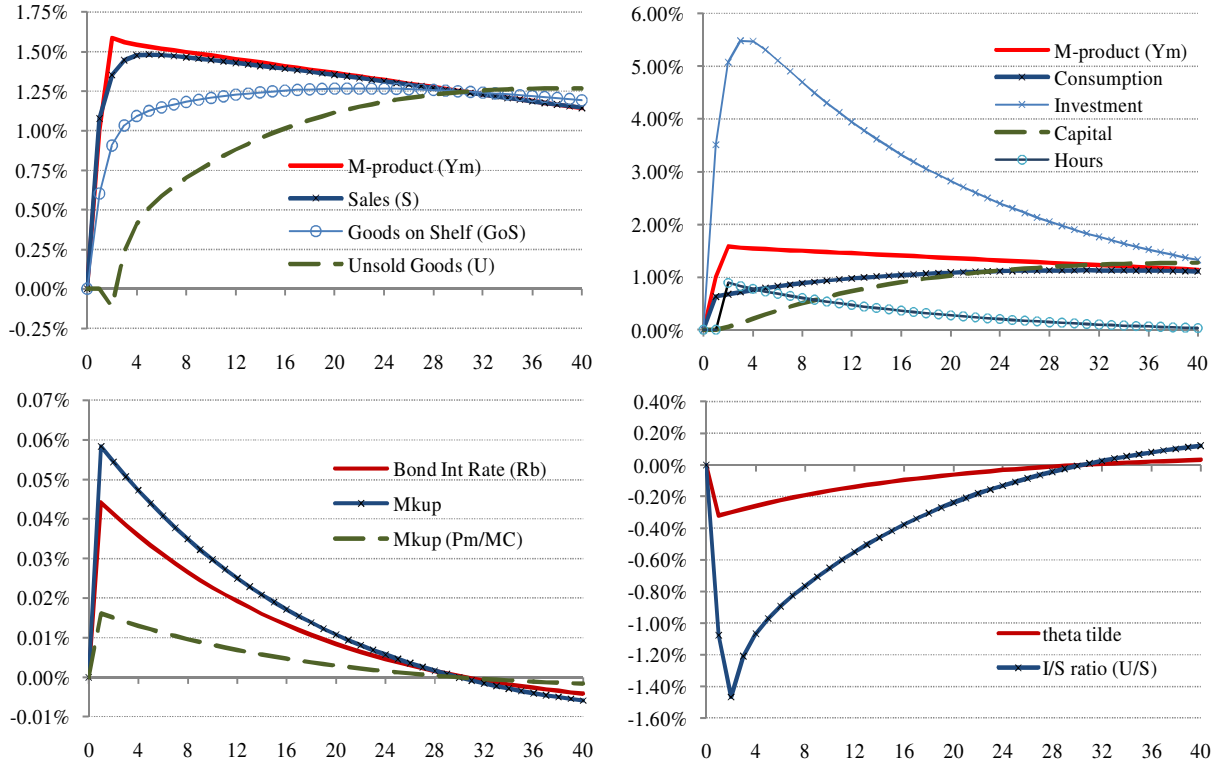 1.75%
1.50%
1.25%
1.00%
0.75%
0.50%
0.25%
0.00%
-0.25%
M-product (Ym)
Sales (S)
Goods on Shelf (GoS)
Unsold Goods (U)
0 4 8 12 16 20 24 28 32 36 40
6.00%
5.00%
4.00%
3.00%
2.00%
1.00%
0.00%
M-product (Ym)
Consumption
Investment
Capital
Hours
0 4 8 12 16 20 24 28 32 36 40
0.07%
0.06%
0.05%
0.04%
0.03%
0.02%
0.01%
0.00%
-0.01%
Bond Int Rate (Rb)
Mkup
Mkup (Pm/MC)
0 4 8 12 16 20 24 28 32 36 40
0.40%
0.20%
0.00%
-0.20%
-0.40%
-0.60%
-0.80%
-1.00%
-1.20%
-1.40%
-1.60%
theta tilde
I/S ratio (U/S)
0 4 8 12 16 20 24 28 32 36 40